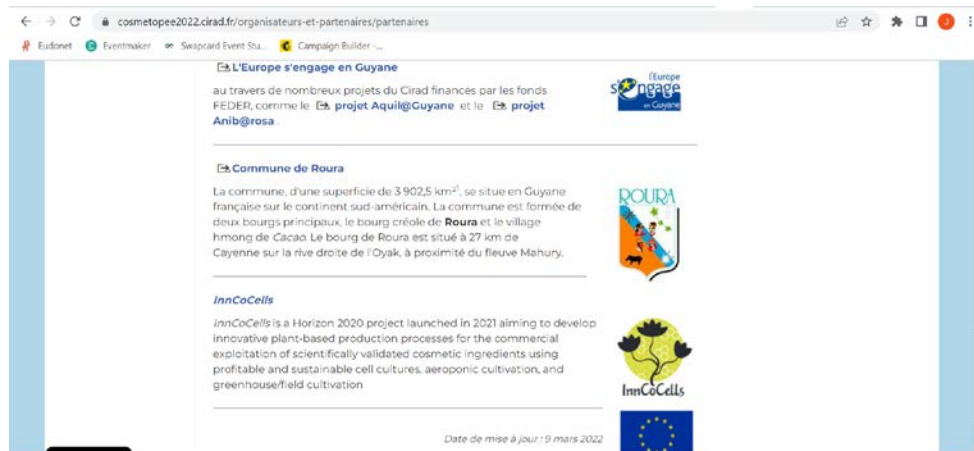 cosmetopee2022.cirad.fr/organisateurs-et-partenaires/partenaires
J
Eudonet Eventmaker Swapcard Event Stu... Campaign Builder -...
L'Europe s'engage en Guyane
au travers de nombreux projets du Cirad financés par les fonds
FEDER, comme le projet Aquil@Guyane et le projet
Anib@rosa .
l'Europe
s'engage
en Guyane
Commune de Roura
La commune, d'une superficie de 3 902,5 km²¹, se situe en Guyane
française sur le continent sud-américain. La commune est formée de
deux bourgs principaux, le bourg créole de Roura et le village
hmong de Cacao. Le bourg de Roura est situé à 27 km de
Cayenne sur la rive droite de l'Oyak, à proximité du fleuve Mahury.
ROURA
InnCoCells
InnCoCells is a Horizon 2020 project launched in 2021 aiming to develop
innovative plant-based production processes for the commercial
exploitation of scientifically validated cosmetic ingredients using
profitable and sustainable cell cultures, aeroponic cultivation, and
greenhouse/field cultivation
InnCoCells
Date de mise à jour : 9 mars 2022